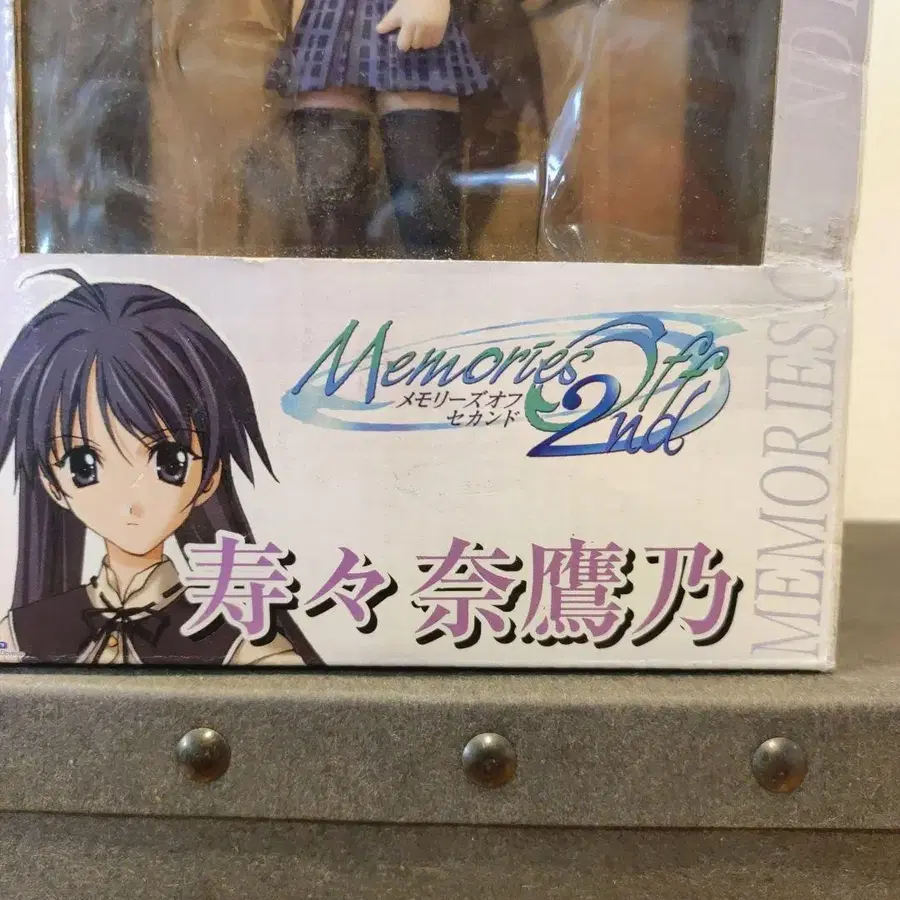 Memories Off
メモリーズオフ
セカンド
2nd
寿々 奈鷹乃
MEMORIES O